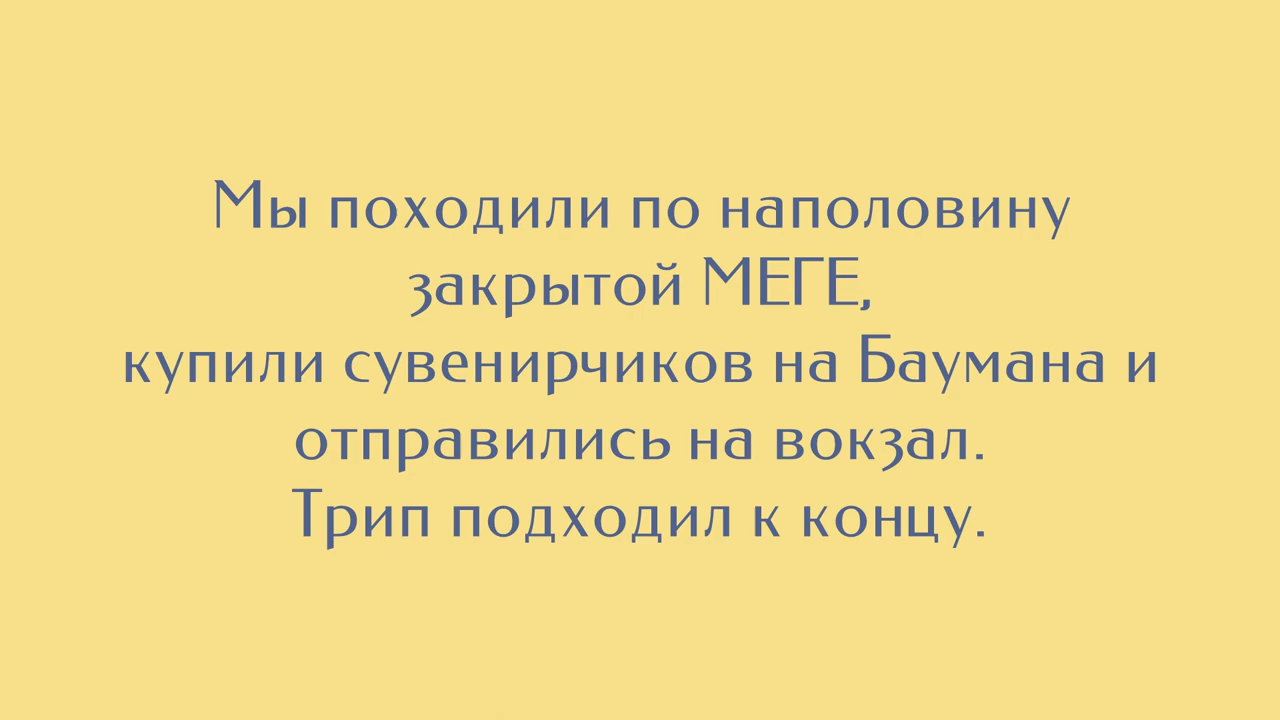 Мы походили по наполовину
закрытой МЕГЕ,
купили сувенирчиков на Баумана и
отправились на вокзал.
Трип подходил к концу.